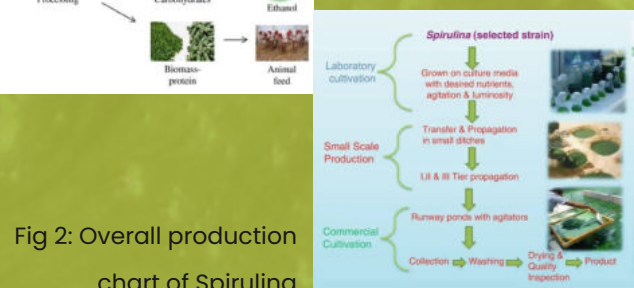 Carbohydrates
Ethanol
Biomass-
protein
Animal
feed
Fig 2: Overall production
chart of Spirulina
Spirulina (selected strain)
Laboratory
cultivation
Grown on culture media
with desired nutrients,
agitation & luminosity
Small Scale
Production
Transfer & Propagation
in small ditches
I,II & III Tier propagation
Commercial
Cultivation
Runway ponds with agitators
Collection
Washing
Drying &
Quality
Inspection
Product